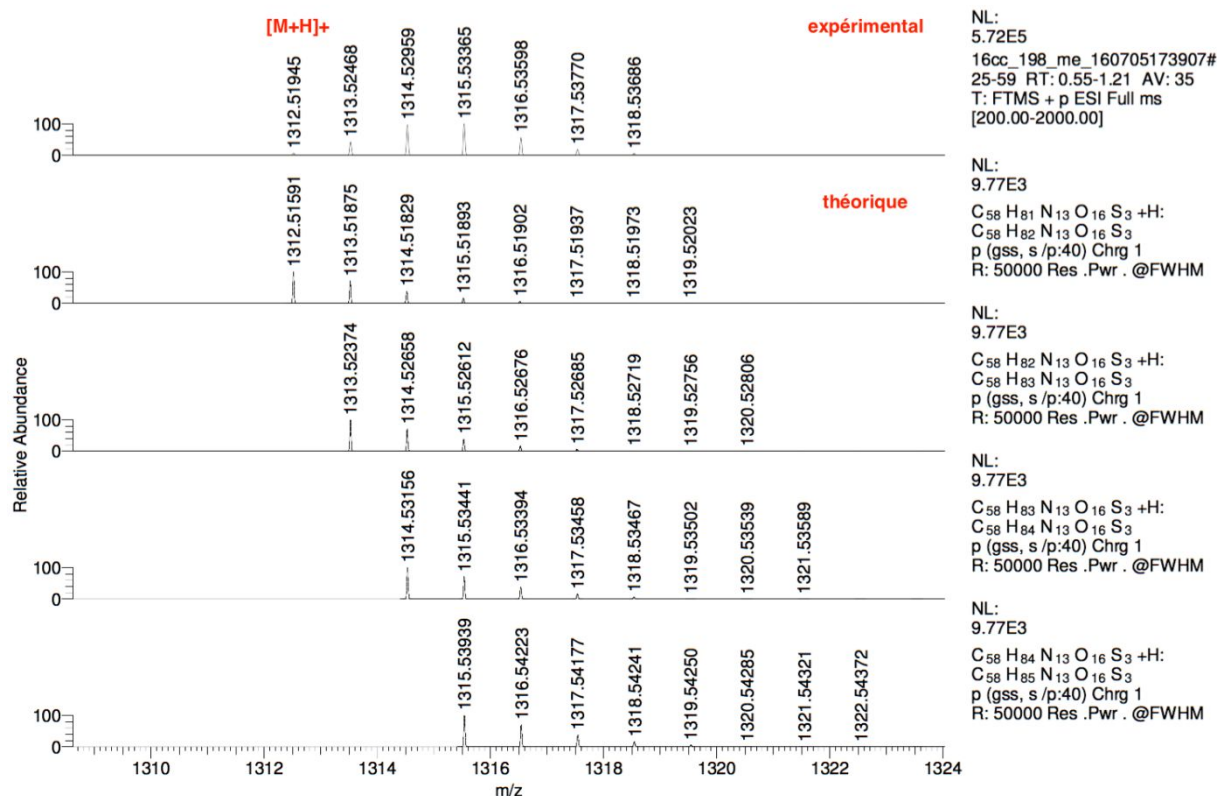 [M+H]+
expérimental
1312.51945
1313.52468
1314.52959
1315.53365
1316.53598
1317.53770
1318.53686
100
0
NL:
5.72E5
16cc_198_me_160705173907#
25-59 RT: 0.55-1.21 AV: 35
T: FTMS + p ESI Full ms
[200.00-2000.00]
théorique
1312.51591
1313.51875
1314.51829
1315.51893
1316.51902
1317.51937
1318.51973
1319.52023
100
0
NL:
9.77E3
C58 H81 N13 O16 S3 +H:
C58 H82 N13 O16 S3
p (gss, s /p:40) Chrg 1
R: 50000 Res .Pwr . @FWHM
1313.52374
1314.52658
1315.52612
1316.52676
1317.52685
1318.52719
1319.52756
1320.52806
100
0
NL:
9.77E3
C58 H82 N13 O16 S3 +H:
C58 H83 N13 O16 S3
p (gss, s /p:40) Chrg 1
R: 50000 Res .Pwr . @FWHM
1314.53156
1315.53441
1316.53394
1317.53458
1318.53467
1319.53502
1320.53539
1321.53589
100
0
NL:
9.77E3
C58 H83 N13 O16 S3 +H:
C58 H84 N13 O16 S3
p (gss, s /p:40) Chrg 1
R: 50000 Res .Pwr . @FWHM
1315.53939
1316.54223
1317.54177
1318.54241
1319.54250
1320.54285
1321.54321
1322.54372
100
0
NL:
9.77E3
C58 H84 N13 O16 S3 +H:
C58 H85 N13 O16 S3
p (gss, s /p:40) Chrg 1
R: 50000 Res .Pwr . @FWHM
Relative Abundance
1310 1312 1314 1316 1318 1320 1322 1324
m/z